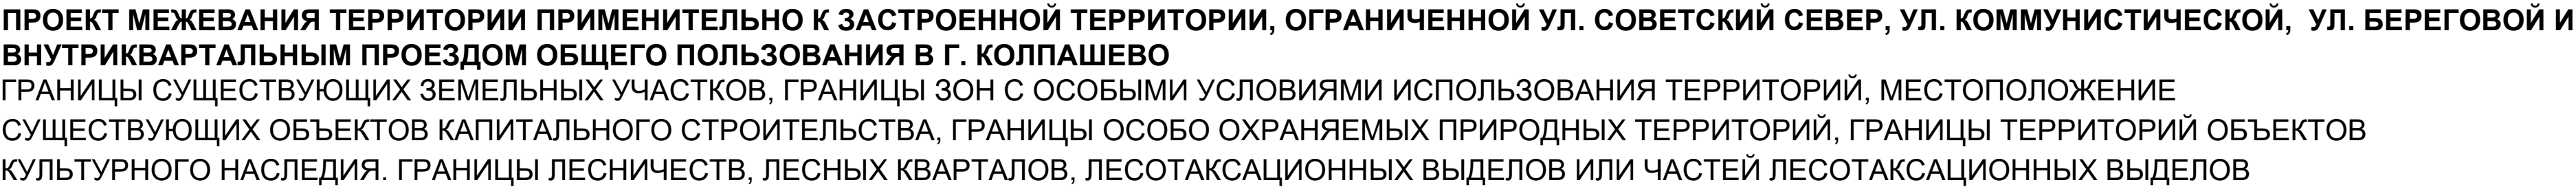 ПРОЕКТ МЕЖЕВАНИЯ ТЕРРИТОРИИ ПРИМЕНИТЕЛЬНО К ЗАСТРОЕННОЙ ТЕРРИТОРИИ, ОГРАНИЧЕННОЙ УЛ. СОВЕТСКИЙ СЕВЕР, УЛ. КОММУНИСТИЧЕСКОЙ, УЛ. БЕРЕГОВОЙ И
ВНУТРИКВАРТАЛЬНЫМ ПРОЕЗДОМ ОБЩЕГО ПОЛЬЗОВАНИЯ В Г. КОЛПАШЕВО
ГРАНИЦЫ СУЩЕСТВУЮЩИХ ЗЕМЕЛЬНЫХ УЧАСТКОВ, ГРАНИЦЫ ЗОН С ОСОБЫМИ УСЛОВИЯМИ ИСПОЛЬЗОВАНИЯ ТЕРРИТОРИЙ, МЕСТОПОЛОЖЕНИЕ
СУЩЕСТВУЮЩИХ ОБЪЕКТОВ КАПИТАЛЬНОГО СТРОИТЕЛЬСТВА, ГРАНИЦЫ ОСОБО ОХРАНЯЕМЫХ ПРИРОДНЫХ ТЕРРИТОРИЙ, ГРАНИЦЫ ТЕРРИТОРИЙ ОБЪЕКТОВ
КУЛЬТУРНОГО НАСЛЕДИЯ. ГРАНИЦЫ ЛЕСНИЧЕСТВ, ЛЕСНЫХ КВАРТАЛОВ, ЛЕСОТАКСАЦИОННЫХ ВЫДЕЛОВ ИЛИ ЧАСТЕЙ ЛЕСОТАКСАЦИОННЫХ ВЫДЕЛОВ